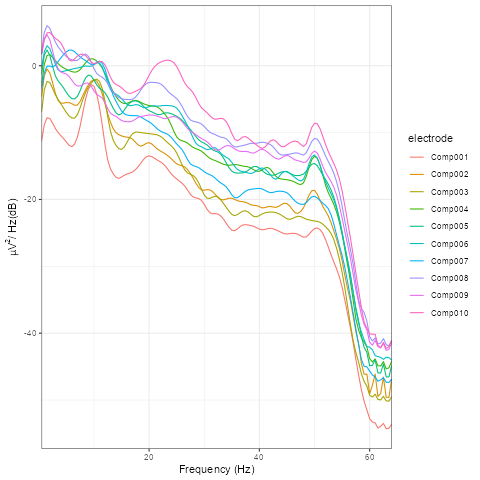 0
-20
-40
20
40
60
Frequency (Hz)
µV²/ Hz(dB)
electrode
Comp001
Comp002
Comp003
Comp004
Comp005
Comp006
Comp007
Comp008
Comp009
Comp010